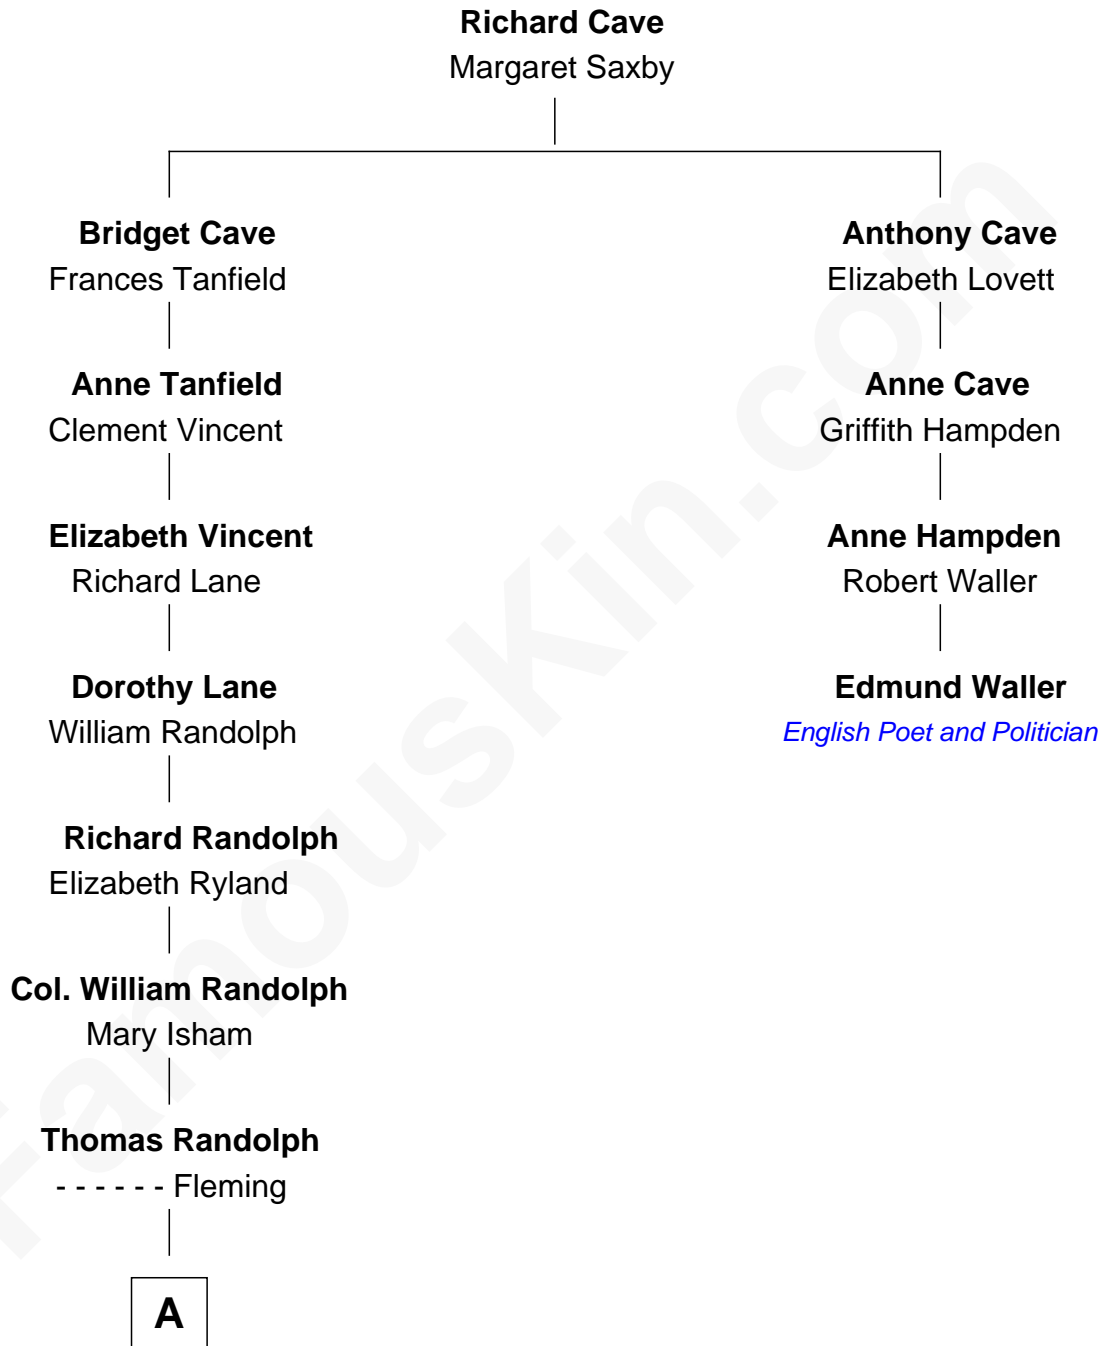 Richard Cave
Margaret Saxby
Bridget Cave
Frances Tanfield
Anthony Cave
Elizabeth Lovett
Anne Tanfield
Clement Vincent
Anne Cave
Griffith Hampden
Elizabeth Vincent
Richard Lane
Anne Hampden
Robert Waller
Dorothy Lane
William Randolph
Edmund Waller
English Poet and Politician
Richard Randolph
Elizabeth Ryland
Col. William Randolph
Mary Isham
Thomas Randolph
- - - - - - Fleming
A
FamousKin.com